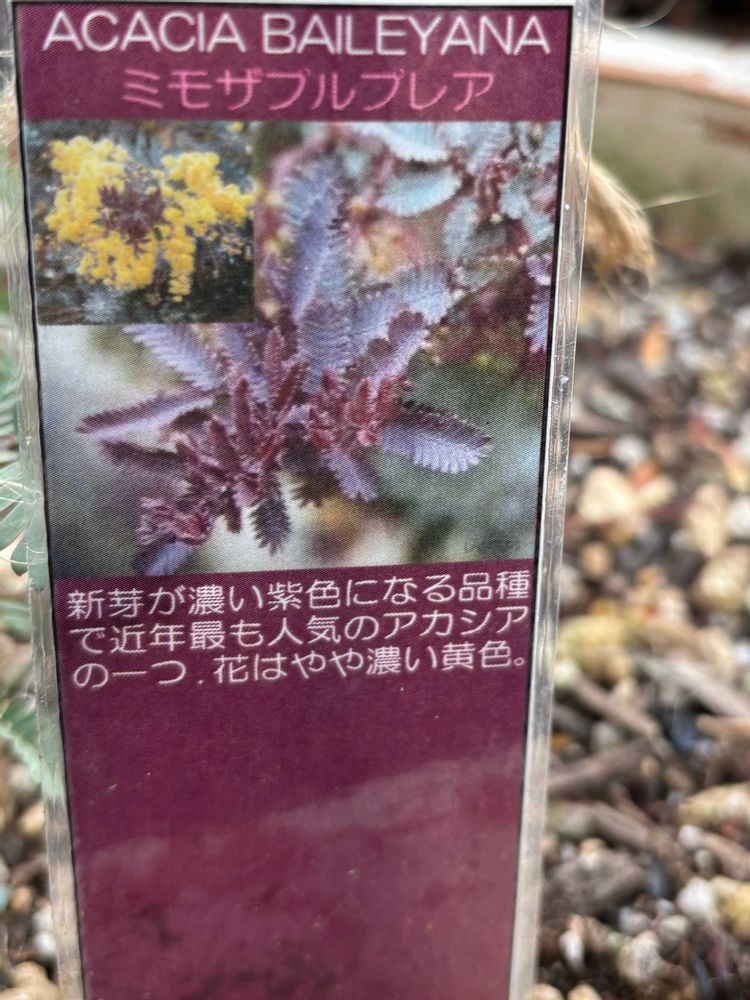 ACACIA BAILEYANA
ミモザプルプレア
新芽が濃い紫色になる品種
で近年最も人気のアカシア
の一つ.花はやや濃い黄色。